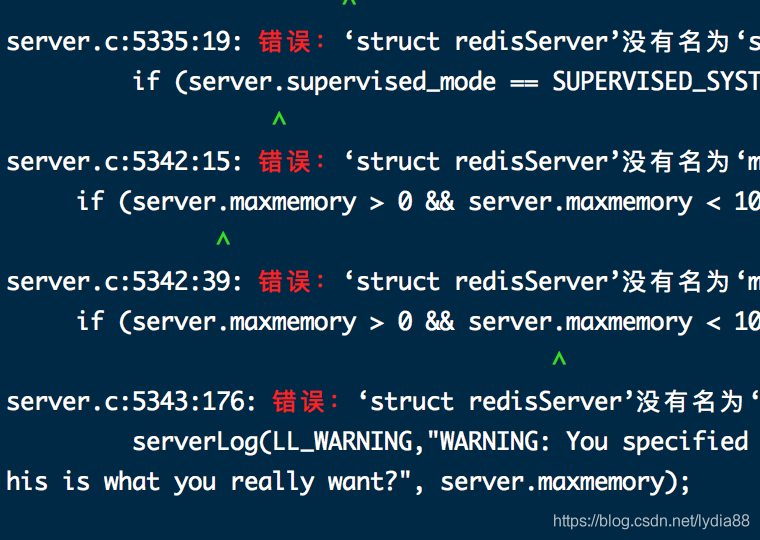 server.c:5335:19: 错误：‘struct redisServer’没有名为‘s
if (server.supervised_mode == SUPERVISED_SYST
^
server.c:5342:15: 错误：‘struct redisServer’没有名为‘m
if (server.maxmemory > 0 && server.maxmemory < 10
^
server.c:5342:39: 错误：‘struct redisServer’没有名为‘m
if (server.maxmemory > 0 && server.maxmemory < 10
^
server.c:5343:176: 错误：‘struct redisServer’没有名为‘
serverLog(LL_WARNING,"WARNING: You specified
his is what you really want?", server.maxmemory);
https://blog.csdn.net/lydia88